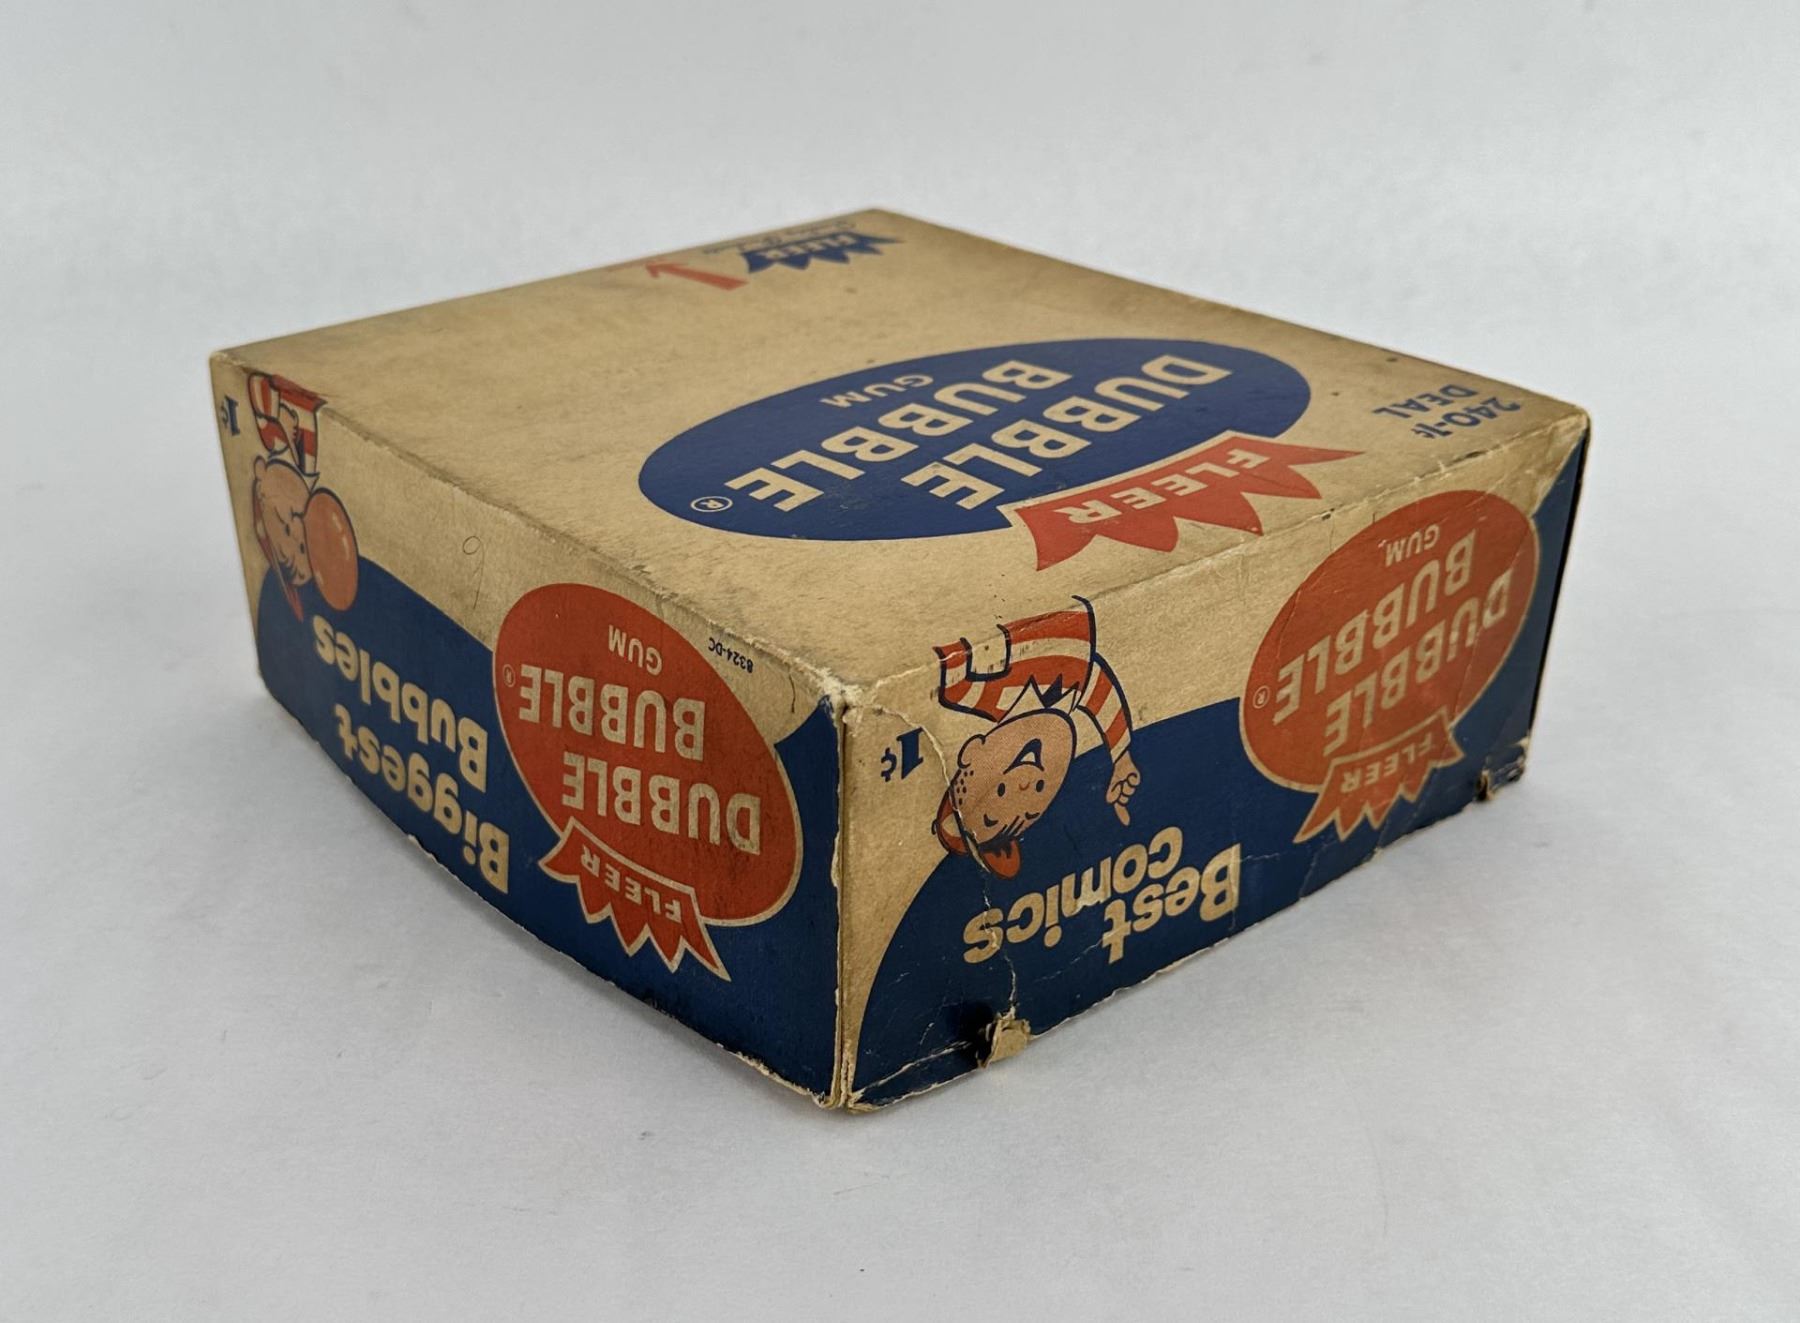 FLEER
240-1¢
DEAL
FLEER
DUBBLE
BUBBLE®
GUM
1¢
Biggest
Bubbles
FLEER
DUBBLE
BUBBLE®
GUM
8324-DC
1¢
Best
comics
FLEER
DUBBLE
BUBBLE®
GUM